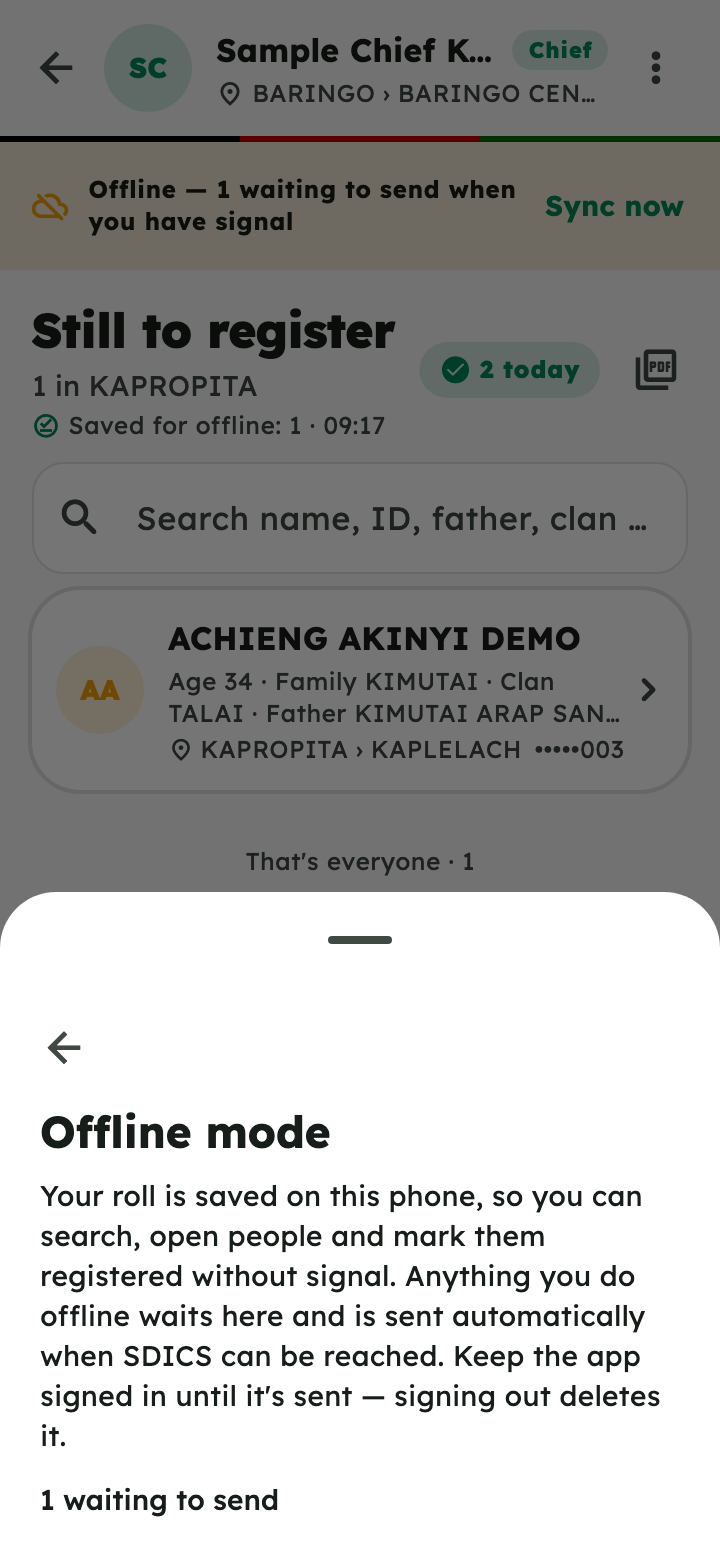 SC
Sample Chief K...
Chief
BARINGO › BARINGO CEN...
Offline — 1 waiting to send when
you have signal
Sync now
Still to register
1 in KAPROPITA
2 today
PDF
Saved for offline: 1 · 09:17
Search name, ID, father, clan ...
AA
ACHIENG AKINYI DEMO
Age 34 · Family KIMUTAI · Clan
TALAI · Father KIMUTAI ARAP SAN...
KAPROPITA › KAPLELACH •••••003
That's everyone · 1
Offline mode
Your roll is saved on this phone, so you can
search, open people and mark them
registered without signal. Anything you do
offline waits here and is sent automatically
when SDICS can be reached. Keep the app
signed in until it's sent — signing out deletes
it.
1 waiting to send